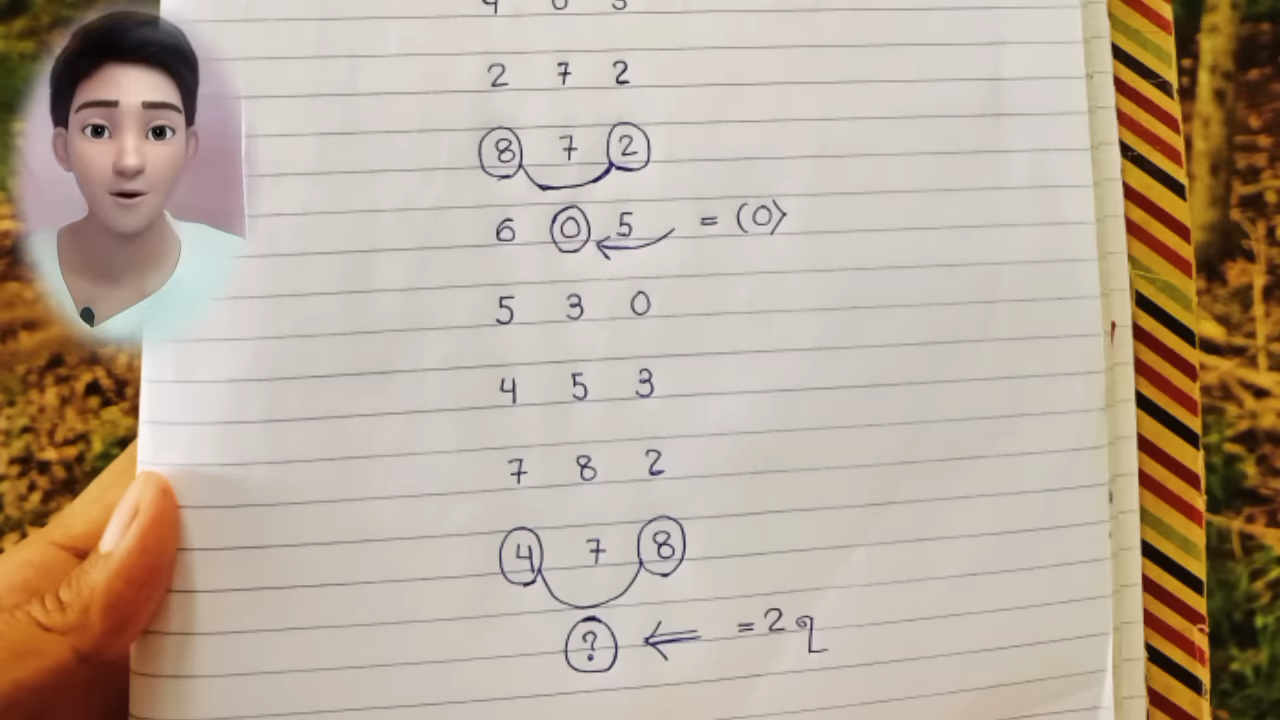 2 7 2
8 7 2
6 0 5 = (0)
5 3 0
4 5 3
7 8 2
4 7 8
? = 2